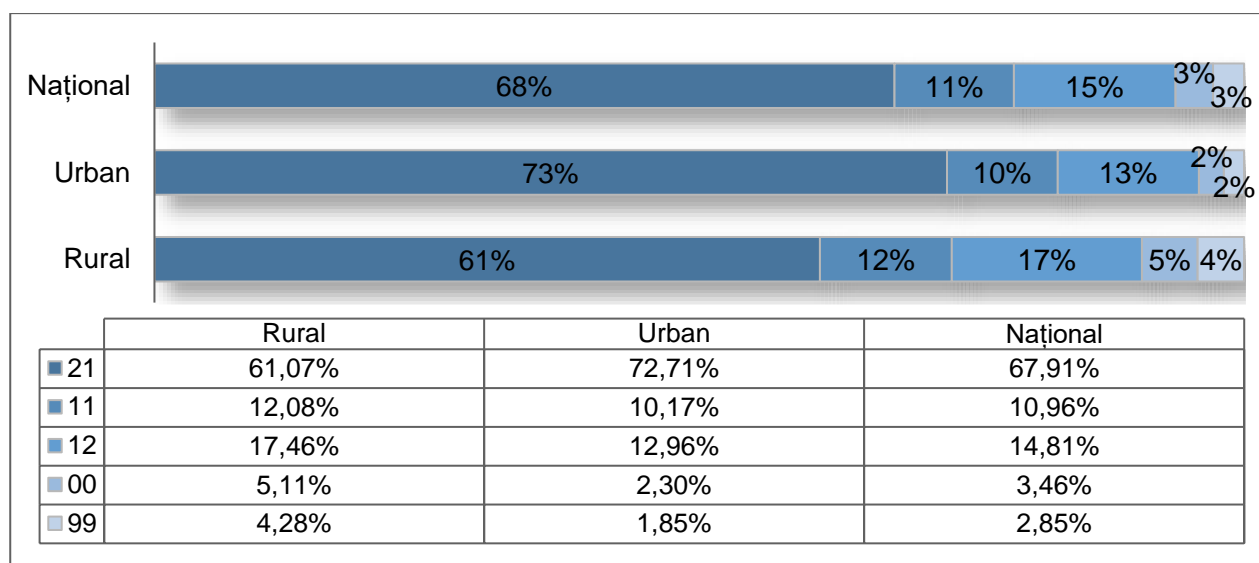 Național 68% 11% 15% 3% 3%
Urban 73% 10% 13% 2% 2%
Rural 61% 12% 17% 5% 4%
Rural Urban Național
21 61,07% 72,71% 67,91%
11 12,08% 10,17% 10,96%
12 17,46% 12,96% 14,81%
00 5,11% 2,30% 3,46%
99 4,28% 1,85% 2,85%